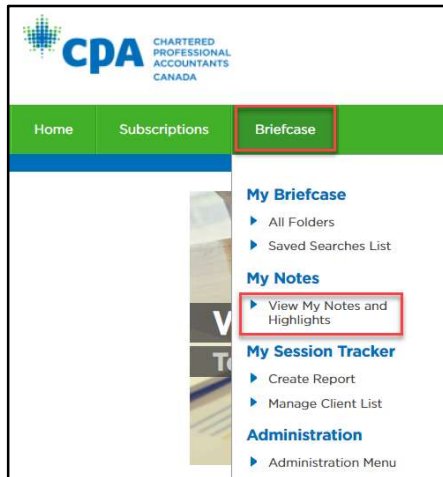 CPA
CHARTERED
PROFESSIONAL
ACCOUNTANTS
CANADA
Home Subscriptions Briefcase
My Briefcase
All Folders
Saved Searches List
My Notes
View My Notes and
Highlights
My Session Tracker
Create Report
Manage Client List
Administration
Administration Menu